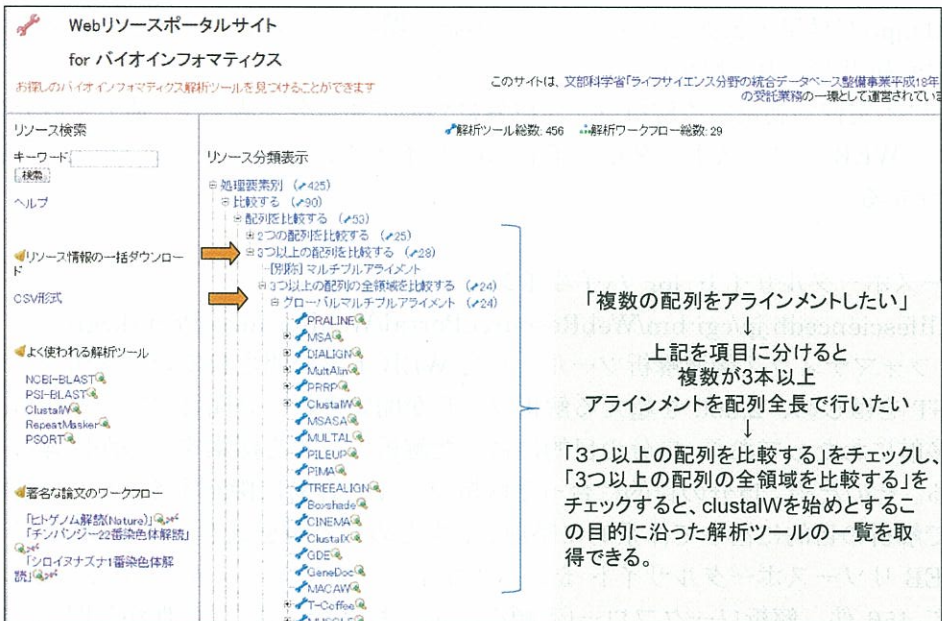 Webリソースポータルサイト
for バイオインフォマティクス
お探しのバイオインフォマティクス解析ツールを見つけることができます
このサイトは、文部科学省「ライフサイエンス分野の統合データベース整備事業平成18年
の受託業務の一環として運営されていま
リソース検索
キーワード
検索
ヘルプ
リソース情報の一括ダウンロー
ド
CSV形式
よく使われる解析ツール
NCBI-BLAST
PSI-BLAST
ClustalW
RepeatMasker
PSORT
著名な論文のワークフロー
「ヒトゲノム解読(Nature)」
「チンパンジー22番染色体解読」
「シロイヌナズナ1番染色体解
読」
解析ツール総数: 456 解析ワークフロー総数: 29
リソース分類表示
処理要素別 (425)
比較する (90)
配列を比較する (53)
2つの配列を比較する (25)
3つ以上の配列を比較する (28)
[別称] マルチプルアライメント
3つ以上の配列の全領域を比較する (24)
グローバルマルチプルアライメント (24)
PRALINE
MSA
DIALIGN
MultAlin
PRRP
ClustalW
MSASA
MULTAL
PILEUP
PIMA
TREEALIGN
Boxshade
CINEMA
ClustalX
GDE
GeneDoc
MACAW
T-Coffee
MUSCLE
「複数の配列をアラインメントしたい」
↓
上記を項目に分けると
複数が3本以上
アラインメントを配列全長で行いたい
↓
「3つ以上の配列を比較する」をチェックし、
「3つ以上の配列の全領域を比較する」を
チェックすると、clustalWを始めとするこ
の目的に沿った解析ツールの一覧を取
得できる。